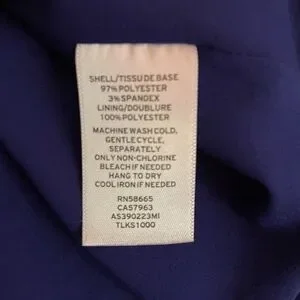 SHELL/TISSU DE BASE
97% POLYESTER
3% SPANDEX
LINING/DOUBLURE
100% POLYESTER
MACHINE WASH COLD,
GENTLE CYCLE,
SEPARATELY
ONLY NON-CHLORINE
BLEACH IF NEEDED
HANG TO DRY
COOL IRON IF NEEDED
RN58665
CA57963
AS390223MI
TLKS1000